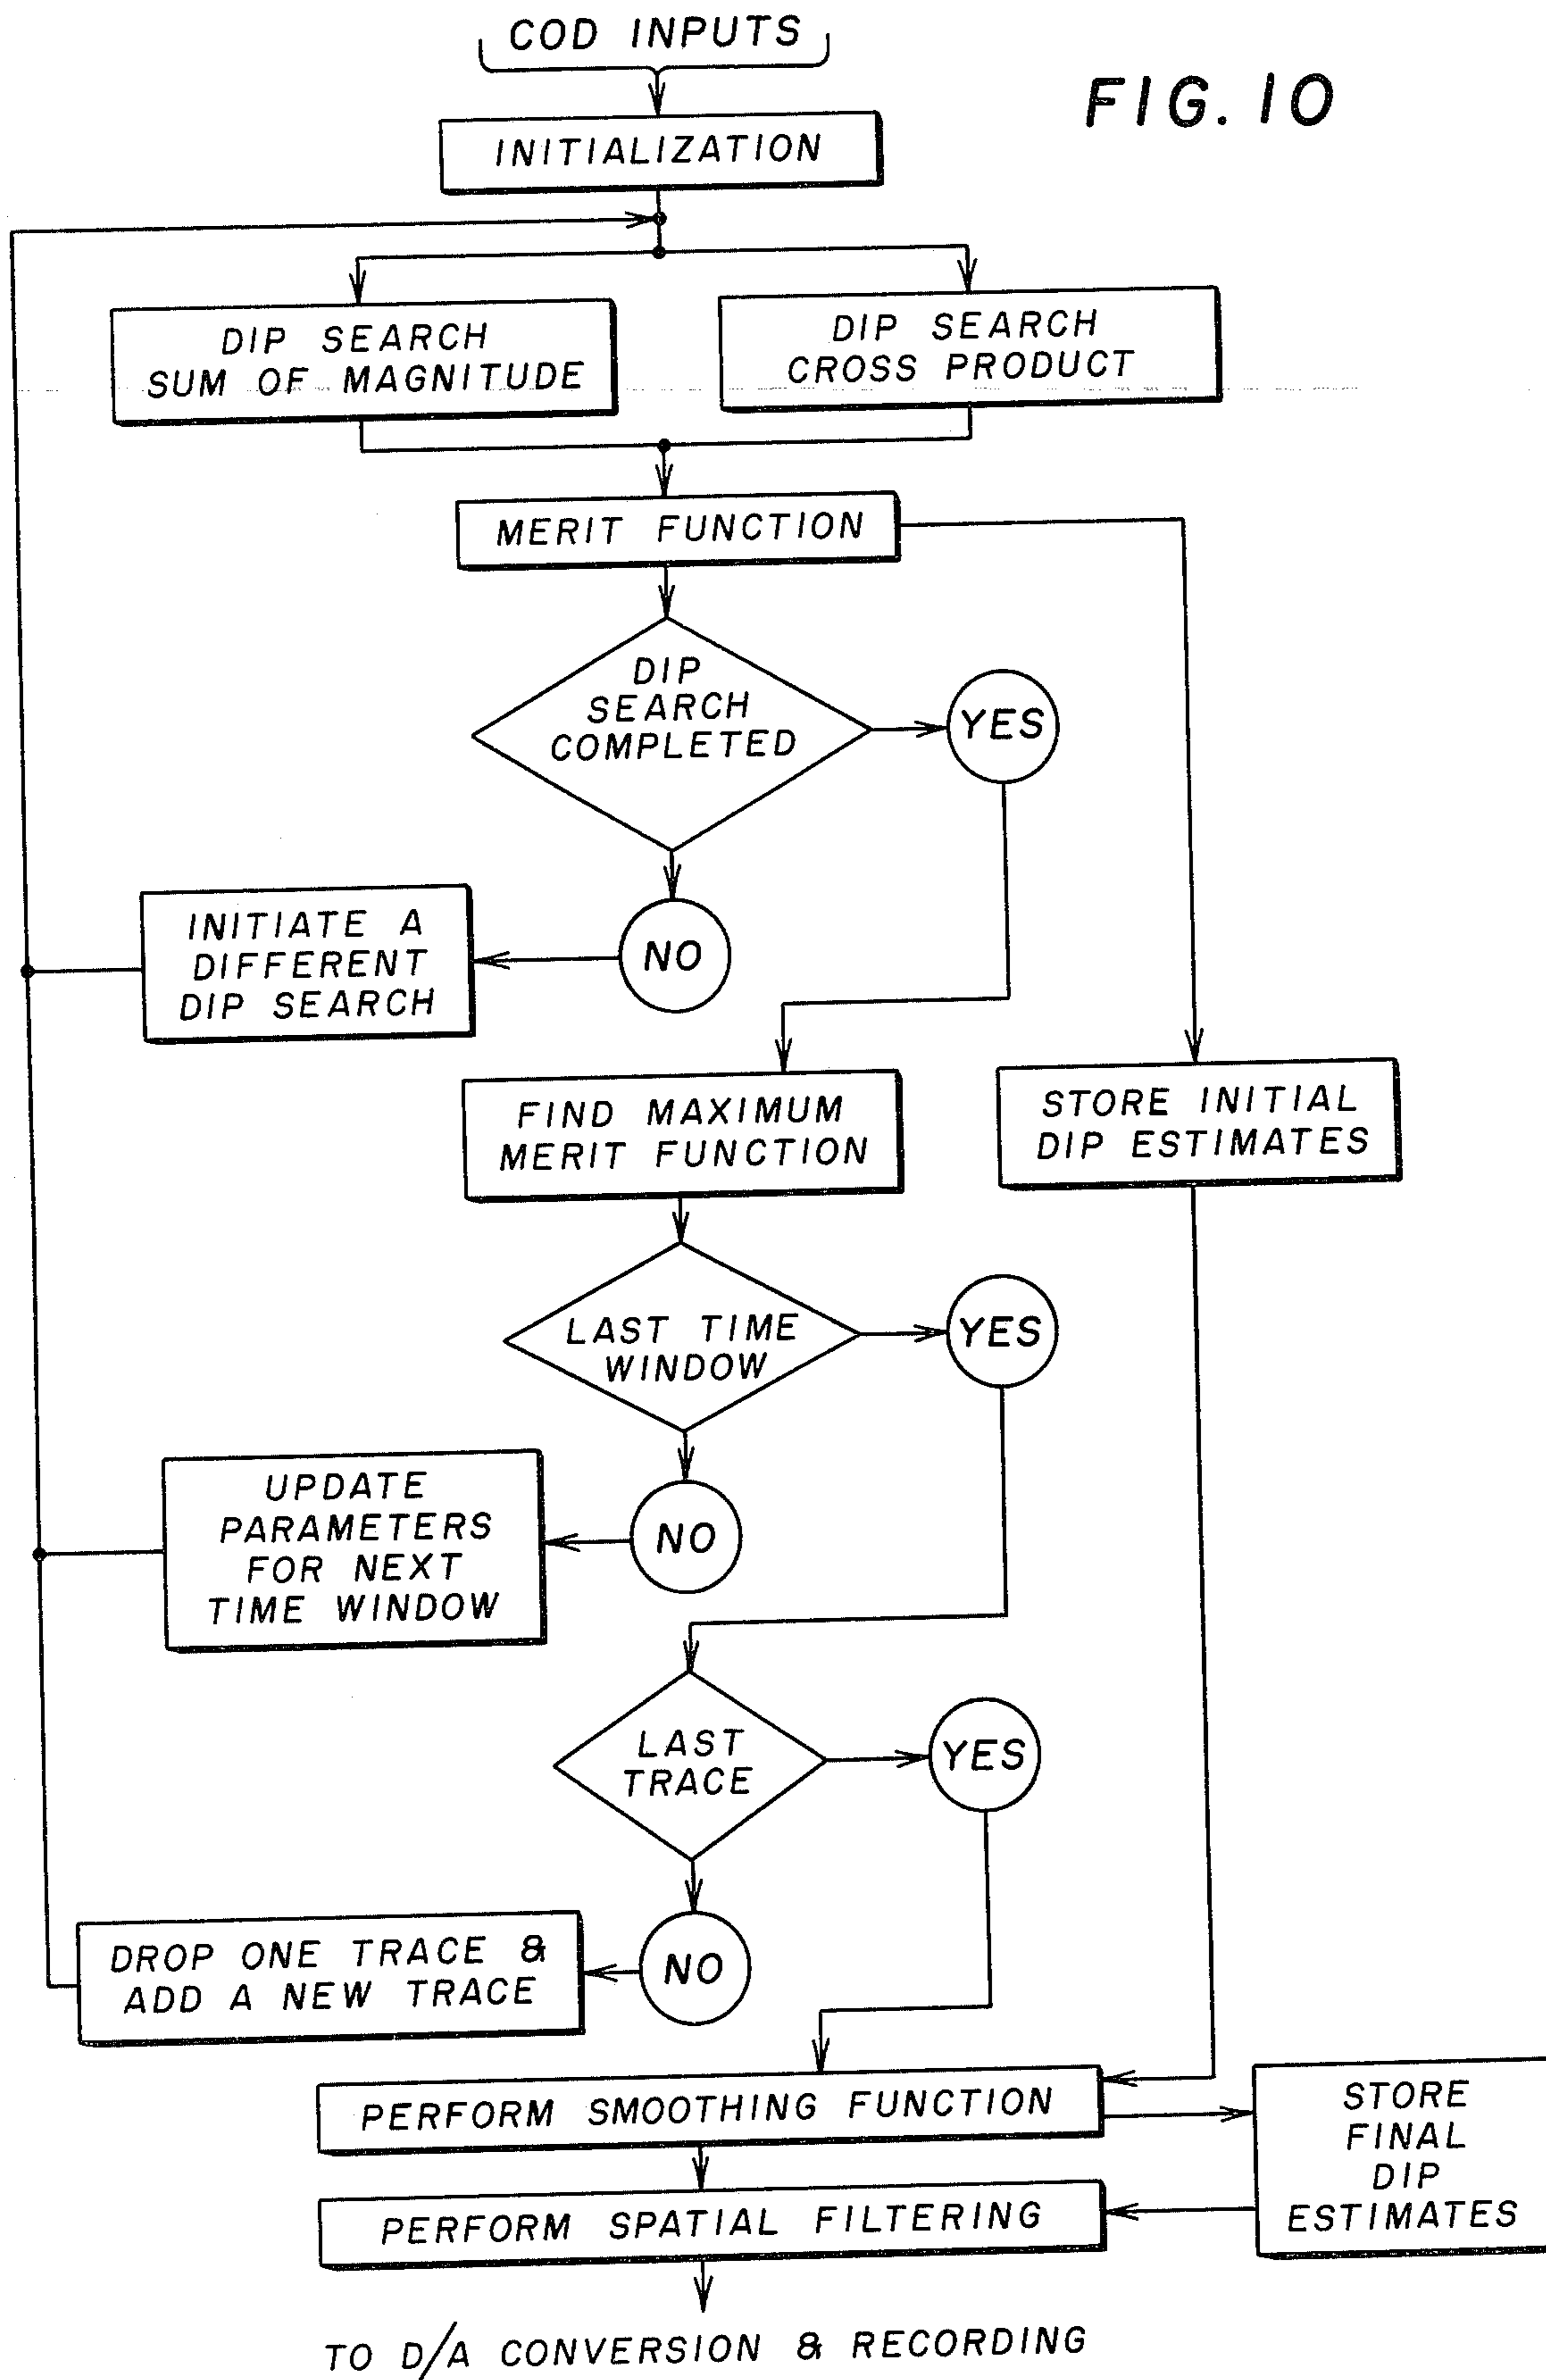 COD INPUTS
FIG. 10
INITIALIZATION
DIP SEARCH
SUM OF MAGNITUDE
DIP SEARCH
CROSS PRODUCT
MERIT FUNCTION
DIP
SEARCH
COMPLETED
YES
NO
INITIATE A
DIFFERENT
DIP SEARCH
FIND MAXIMUM
MERIT FUNCTION
STORE INITIAL
DIP ESTIMATES
LAST TIME
WINDOW
YES
NO
UPDATE
PARAMETERS
FOR NEXT
TIME WINDOW
LAST
TRACE
YES
NO
DROP ONE TRACE &
ADD A NEW TRACE
PERFORM SMOOTHING FUNCTION
STORE
FINAL
DIP
ESTIMATES
PERFORM SPATIAL FILTERING
TO D/A CONVERSION & RECORDING